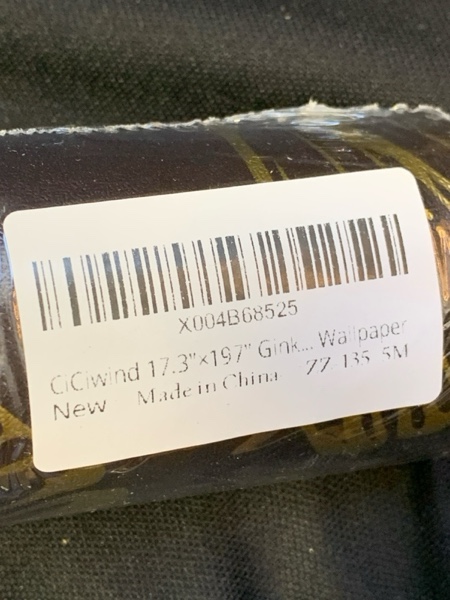 X004B68525
CiCiwind 17.3"×197" Gink... Wallpaper
New Made in China ZZ-135-5M